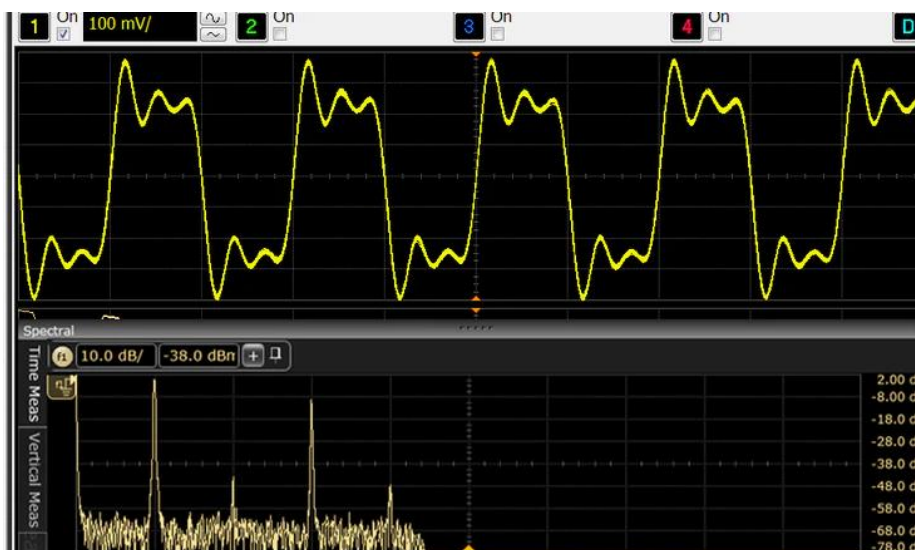 1 On 100 mV/ 2 On 3 On 4 On D
Spectral
f1 10.0 dB/ -38.0 dBm +
Time Meas
Vertical Meas
2.00 d
-8.00 d
-18.0 d
-28.0 d
-38.0 d
-48.0 d
-58.0 d
-68.0 d
-78.0 d